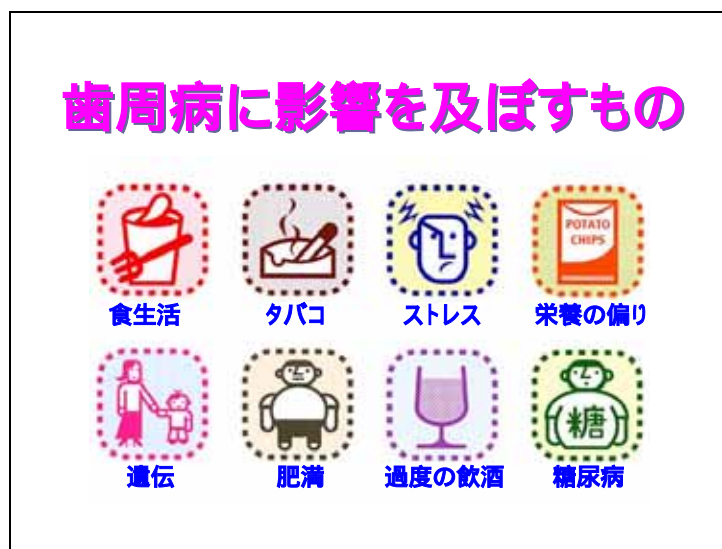 歯周病に影響を及ぼすもの
POTATO
CHIPS
食生活 タバコ ストレス 栄養の偏り
糖
遺伝 肥満 過度の飲酒 糖尿病